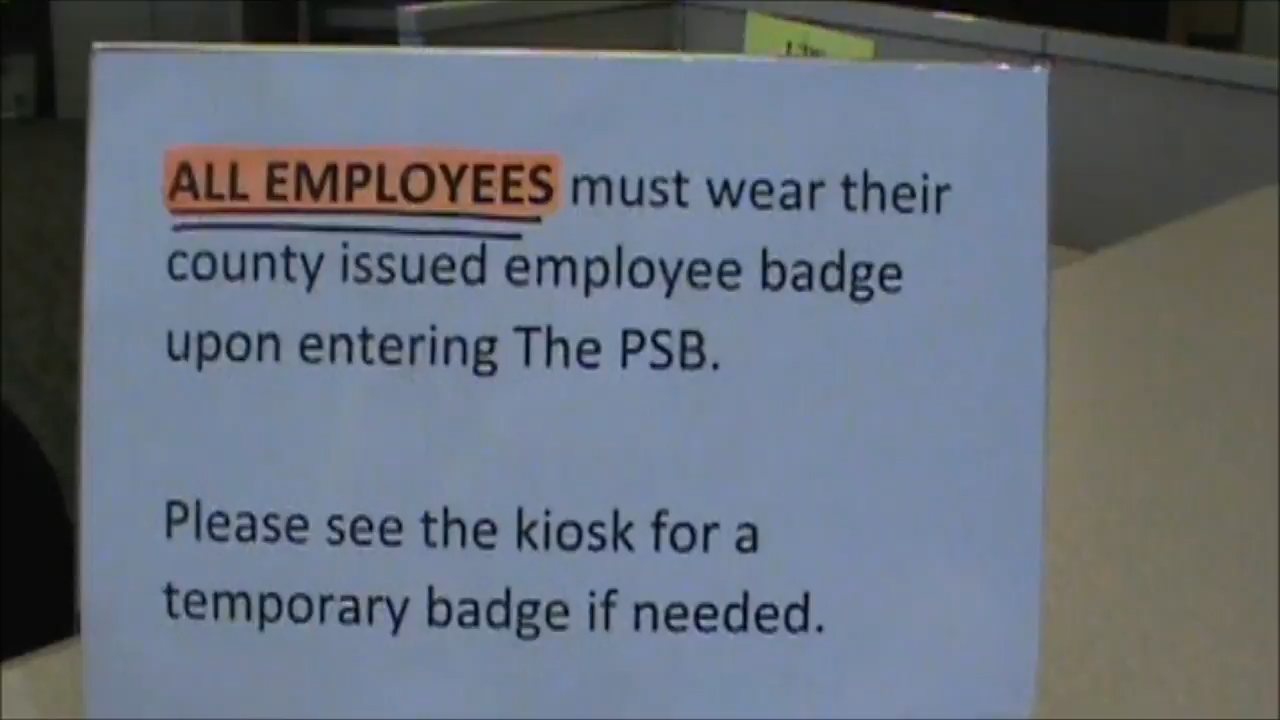 ALL EMPLOYEES must wear their
county issued employee badge
upon entering The PSB.
Please see the kiosk for a
temporary badge if needed.